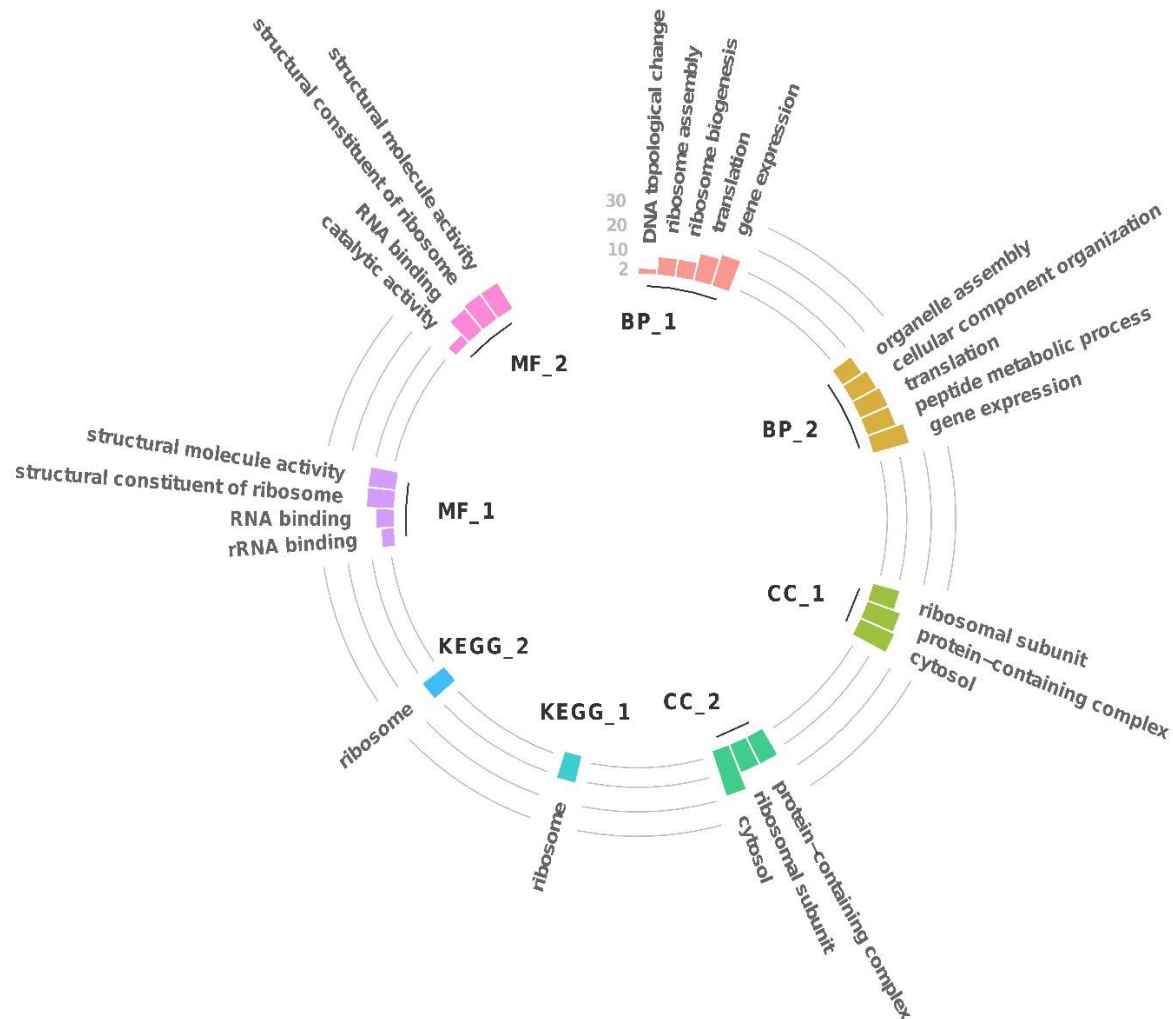 30
20
10
2
DNA topological change
ribosome assembly
ribosome biogenesis
translation
gene expression
BP_1
organelle assembly
cellular component organization
translation
peptide metabolic process
gene expression
BP_2
ribosomal subunit
protein−containing complex
cytosol
CC_1
protein−containing complex
ribosomal subunit
cytosol
CC_2
ribosome
KEGG_1
ribosome
KEGG_2
rRNA binding
RNA binding
structural constituent of ribosome
structural molecule activity
MF_1
catalytic activity
RNA binding
structural constituent of ribosome
structural molecule activity
MF_2